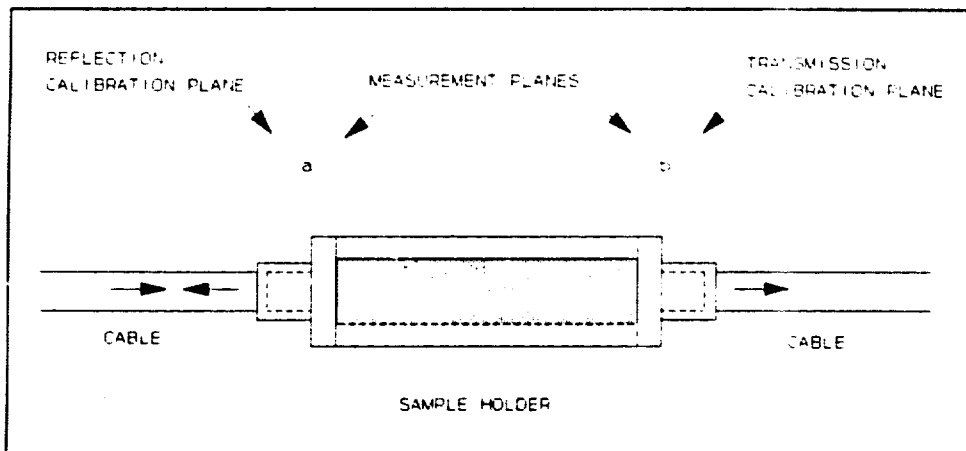 REFLECTION
CALIBRATION PLANE
MEASUREMENT PLANES
TRANSMISSION
CALIBRATION PLANE
a
b
CABLE
CABLE
SAMPLE HOLDER